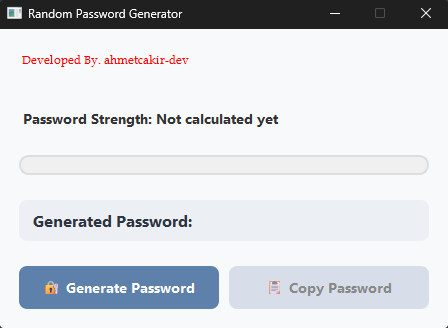 Random Password Generator
Developed By. ahmetcakir-dev
Password Strength: Not calculated yet
Generated Password:
Generate Password
Copy Password